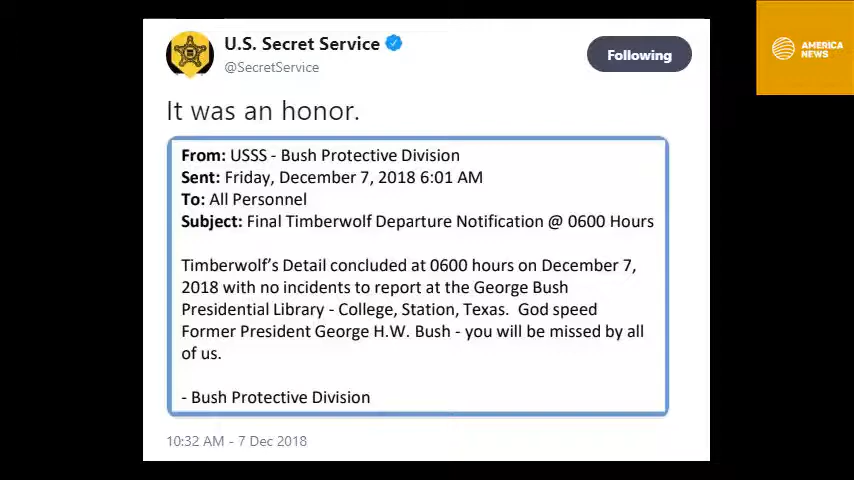 U.S. Secret Service
@SecretService
Following
AMERICA
NEWS
It was an honor.
From: USSS - Bush Protective Division
Sent: Friday, December 7, 2018 6:01 AM
To: All Personnel
Subject: Final Timberwolf Departure Notification @ 0600 Hours
Timberwolf's Detail concluded at 0600 hours on December 7,
2018 with no incidents to report at the George Bush
Presidential Library - College, Station, Texas.  God speed
Former President George H.W. Bush - you will be missed by all
of us.
- Bush Protective Division
10:32 AM - 7 Dec 2018